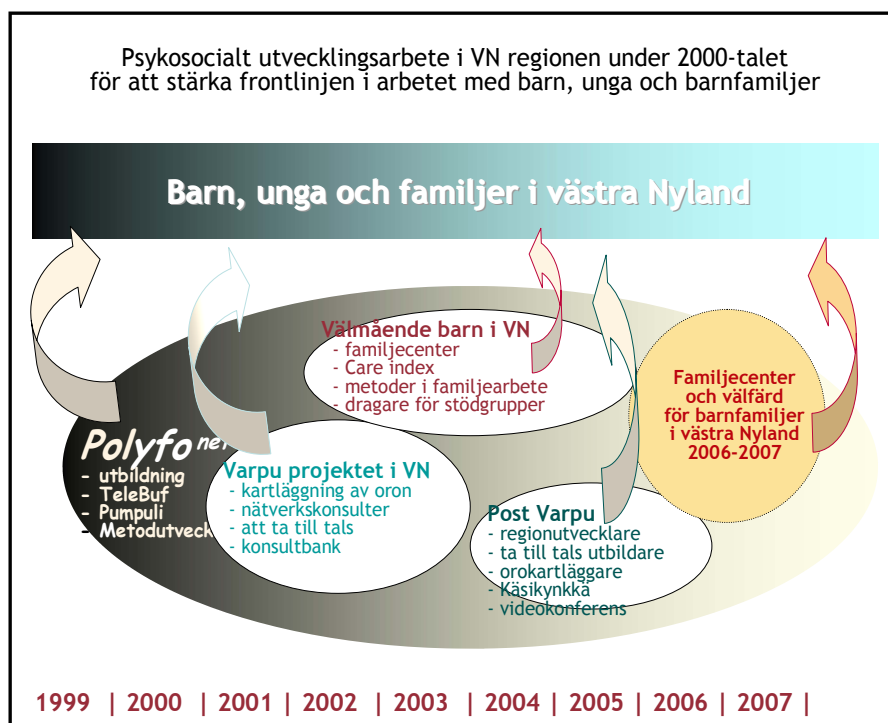 Psykosocialt utvecklingsarbete i VN regionen under 2000-talet
för att stärka frontlinjen i arbetet med barn, unga och barnfamiljer
Barn, unga och familjer i västra Nyland
Välmående barn i VN
- familjecenter
- Care index
- metoder i familjearbete
- dragare för stödgrupper
Familjecenter
och välfärd
för barnfamiljer
i västra Nyland
2006-2007
Polyfo net
- utbildning
- TeleBuf
- Pumpuli
- Metodutveck
Varpu projektet i VN
- kartläggning av oron
- nätverkskonsulter
- att ta till tals
- konsultbank
Post Varpu
- regionutvecklare
- ta till tals utbildare
- orokartläggare
- Käsikynkkä
- videokonferens
1999 | 2000 | 2001 | 2002 | 2003 | 2004 | 2005 | 2006 | 2007 |